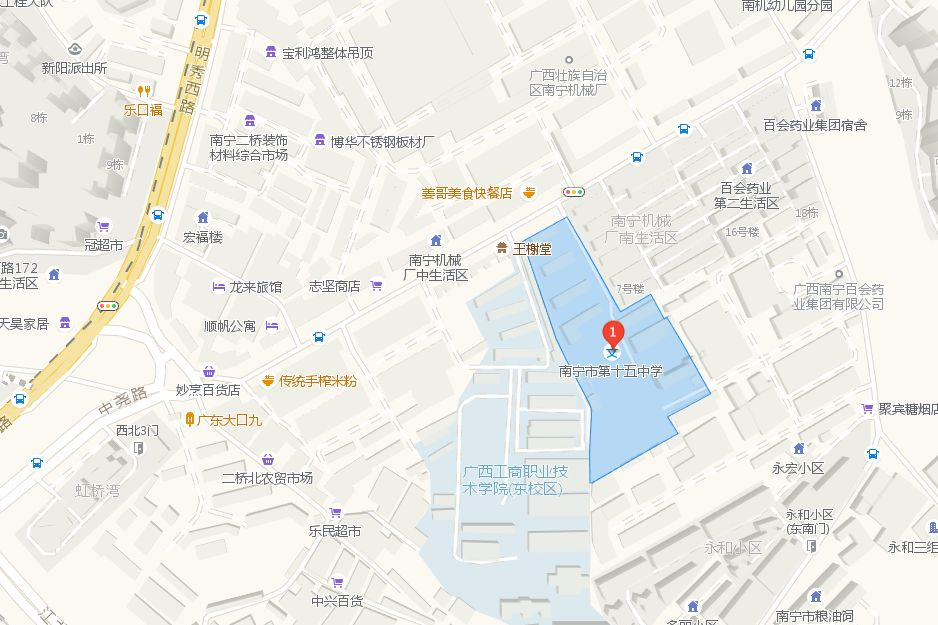 工程大队
南机幼儿园分园
明秀西路
宝利鸿整体吊顶
新阳派出所
广西壮族自治
区南宁机械厂
12栋
9栋
乐口福
8栋
1栋
9栋
南宁二桥装饰
材料综合市场
博华不锈钢板材厂
百会药业集团宿舍
姜哥美食快餐店
百会药业
第二生活区
18栋
16号楼
南宁机械
厂南生活区
宏福楼
冠超市
南宁机械
厂中生活区
王榭堂
路172
生活区
龙来旅馆
志坚商店
7号楼
广西南宁百会药
业集团有限公司
天昊家居
顺帆公寓
1
南宁市第十五中学
妙烹百货店
传统手榨米粉
中尧路
广东大口九
聚宾糖烟店
路
西北3门
二桥北农贸市场
广西工商职业技
术学院(东校区)
永宏小区
虹桥湾
乐民超市
永和小区
(东南门)
永和小区
永和三组
中兴百货
南宁市粮油饲
江